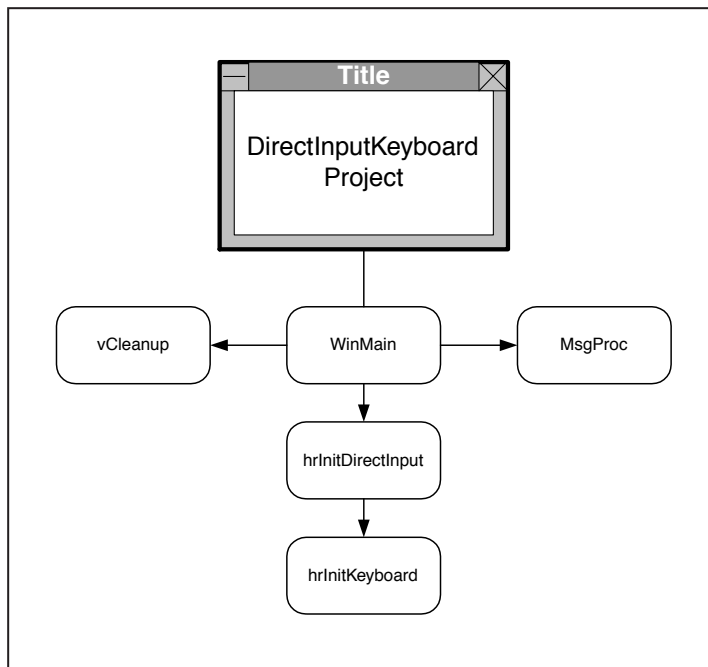 Title
DirectInputKeyboard
Project
vCleanup
WinMain
MsgProc
hrInitDirectInput
hrInitKeyboard